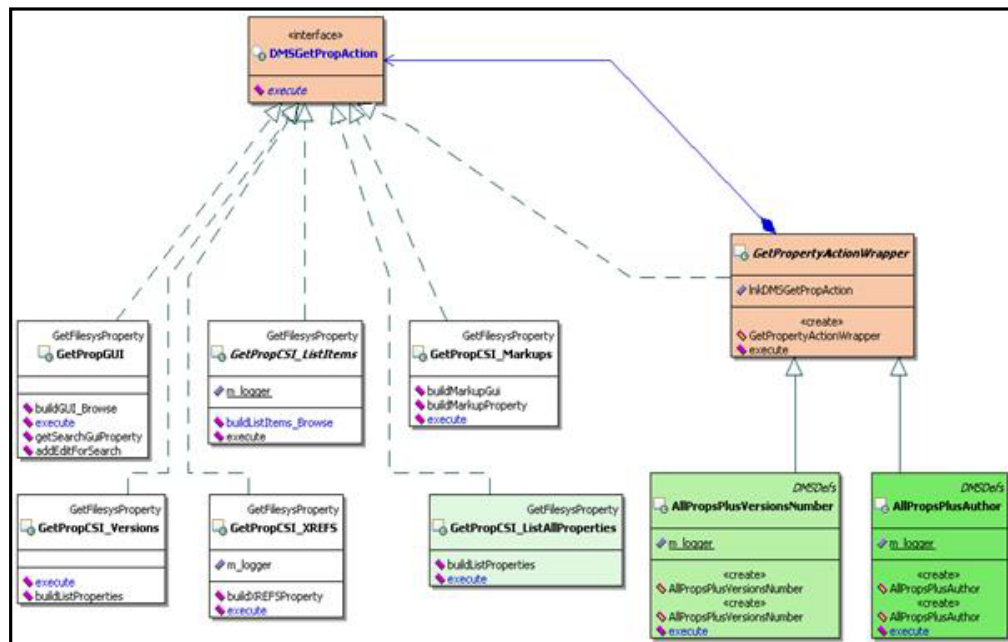 «interface»
DMSGetPropAction
execute
GetPropertyActionWrapper
lnkDMSGetPropAction
«create»
GetPropertyActionWrapper
execute
GetFilesysProperty
GetPropGUI
buildGUI_Browse
execute
getSearchGuiProperty
addEditForSearch
GetFilesysProperty
GetPropCSI_ListItems
m_logger
buildListItems_Browse
execute
GetFilesysProperty
GetPropCSI_Markups
buildMarkupGui
buildMarkupProperty
execute
GetFilesysProperty
GetPropCSI_Versions
execute
buildListProperties
GetFilesysProperty
GetPropCSI_XREFS
m_logger
buildXREFSProperty
execute
GetFilesysProperty
GetPropCSI_ListAllProperties
buildListProperties
execute
DMSDefs
AllPropsPlusVersionsNumber
m_logger
«create»
AllPropsPlusVersionsNumber
«create»
AllPropsPlusVersionsNumber
execute
DMSDefs
AllPropsPlusAuthor
m_logger
«create»
AllPropsPlusAuthor
«create»
AllPropsPlusAuthor
execute